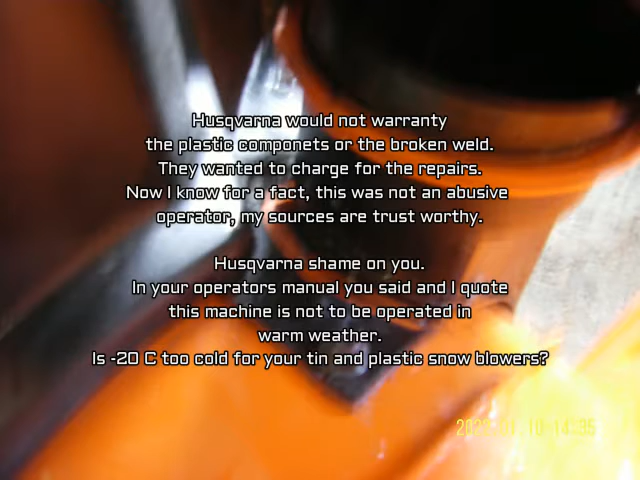 Husqvarna would not warranty
the plastic componets or the broken weld.
They wanted to charge for the repairs.
Now I know for a fact, this was not an abusive
operator, my sources are trust worthy.
Husqvarna shame on you.
In your operators manual you said and I quote
this machine is not to be operated in
warm weather.
Is -20 C too cold for your tin and plastic snow blowers?